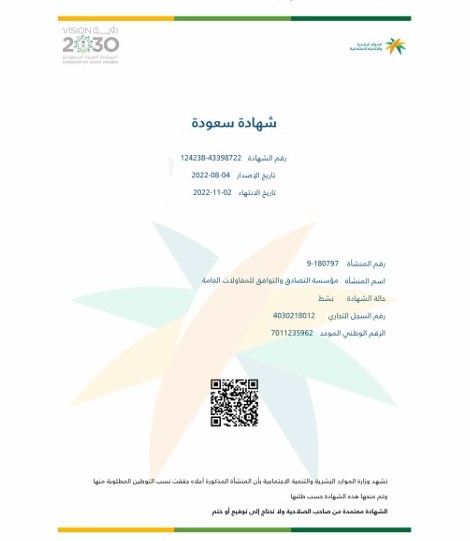 VISION رؤية
2030
المملكة العربية السعودية
KINGDOM OF SAUDI ARABIA
الموارد البشرية
والتنمية الاجتماعية
شهادة سعودة
رقم الشهادة 124238-43398722
تاريخ الإصدار 2022-08-04
تاريخ الانتهاء 2022-11-02
رقم المنشأة 9-180797
اسم المنشأة مؤسسة التصادق والتوافق للمقاولات العامة
حالة الشهادة نشط
رقم السجل التجاري 4030218012
الرقم الوطني الموحد 7011235962
تشهد وزارة الموارد البشرية والتنمية الاجتماعية بأن المنشأة المذكورة أعلاه حققت نسب التوطين المطلوبة منها
وتم منحها هذه الشهادة حسب طلبها
الشهادة معتمدة من صاحب الصلاحية ولا تحتاج إلى توقيع أو ختم